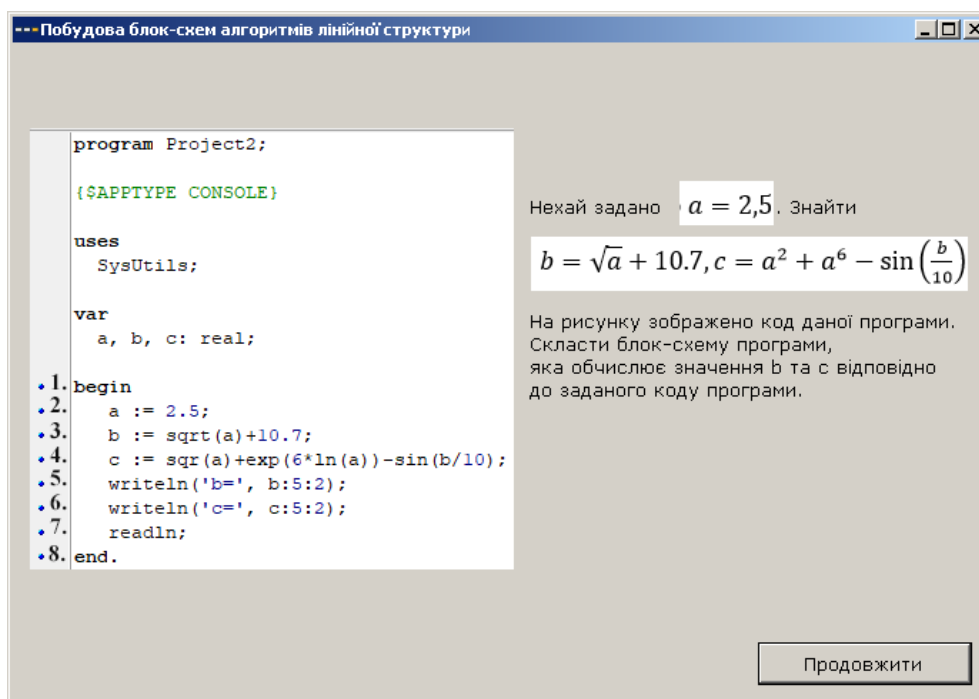 Побудова блок-схем алгоритмів лінійної структури
program Project2;
{$APPTYPE CONSOLE}
uses
SysUtils;
var
a, b, c: real;
1. begin
2. a := 2.5;
3. b := sqrt(a)+10.7;
4. c := sqr(a)+exp(6*ln(a))-sin(b/10);
5. writeln('b=', b:5:2);
6. writeln('c=', c:5:2);
7. readln;
8. end.
Нехай задано a = 2,5. Знайти
b = √a + 10.7, c = a² + a⁶ − sin(b/10)
На рисунку зображено код даної програми.
Скласти блок-схему програми,
яка обчислює значення b та c відповідно
до заданого коду програми.
Продовжити